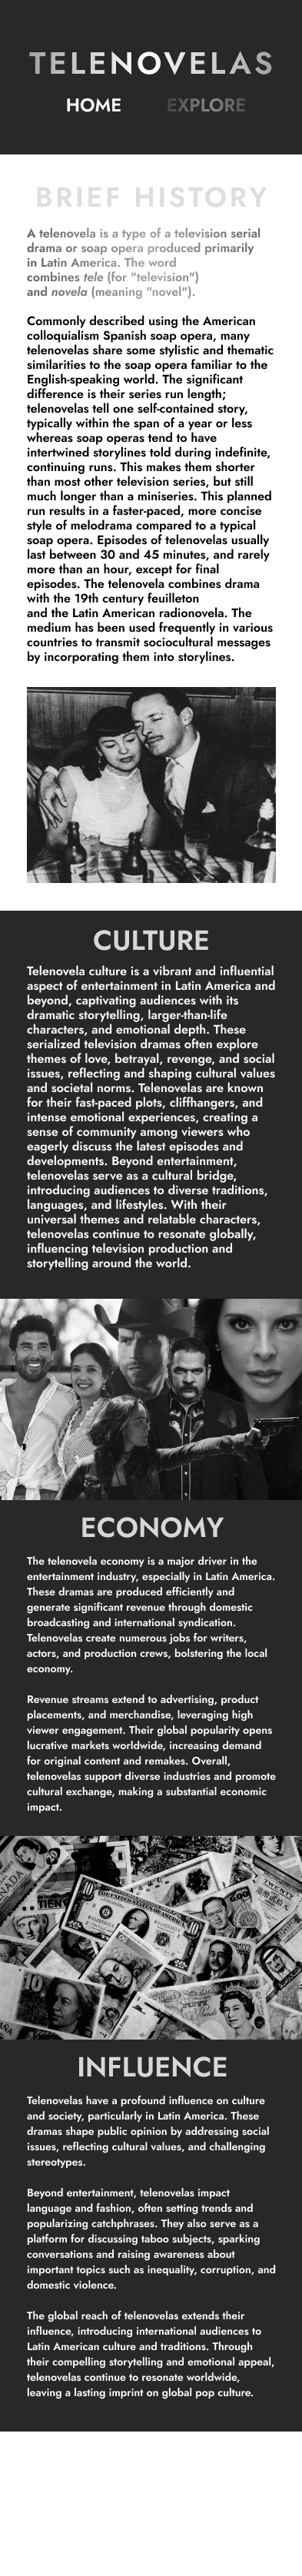 TELENOVELAS
HOME EXPLORE
BRIEF HISTORY
A telenovela is a type of a television serial
drama or soap opera produced primarily
in Latin America. The word
combines tele (for "television")
and novela (meaning "novel").
Commonly described using the American
colloquialism Spanish soap opera, many
telenovelas share some stylistic and thematic
similarities to the soap opera familiar to the
English-speaking world. The significant
difference is their series run length;
telenovelas tell one self-contained story,
typically within the span of a year or less
whereas soap operas tend to have
intertwined storylines told during indefinite,
continuing runs. This makes them shorter
than most other television series, but still
much longer than a miniseries. This planned
run results in a faster-paced, more concise
style of melodrama compared to a typical
soap opera. Episodes of telenovelas usually
last between 30 and 45 minutes, and rarely
more than an hour, except for final
episodes. The telenovela combines drama
with the 19th century feuilleton
and the Latin American radionovela. The
medium has been used frequently in various
countries to transmit sociocultural messages
by incorporating them into storylines.
CULTURE
Telenovela culture is a vibrant and influential
aspect of entertainment in Latin America and
beyond, captivating audiences with its
dramatic storytelling, larger-than-life
characters, and emotional depth. These
serialized television dramas often explore
themes of love, betrayal, revenge, and social
issues, reflecting and shaping cultural values
and societal norms. Telenovelas are known
for their fast-paced plots, cliffhangers, and
intense emotional experiences, creating a
sense of community among viewers who
eagerly discuss the latest episodes and
developments. Beyond entertainment,
telenovelas serve as a cultural bridge,
introducing audiences to diverse traditions,
languages, and lifestyles. With their
universal themes and relatable characters,
telenovelas continue to resonate globally,
influencing television production and
storytelling around the world.
ECONOMY
The telenovela economy is a major driver in the
entertainment industry, especially in Latin America.
These dramas are produced efficiently and
generate significant revenue through domestic
broadcasting and international syndication.
Telenovelas create numerous jobs for writers,
actors, and production crews, bolstering the local
economy.
Revenue streams extend to advertising, product
placements, and merchandise, leveraging high
viewer engagement. Their global popularity opens
lucrative markets worldwide, increasing demand
for original content and remakes. Overall,
telenovelas support diverse industries and promote
cultural exchange, making a substantial economic
impact.
INFLUENCE
Telenovelas have a profound influence on culture
and society, particularly in Latin America. These
dramas shape public opinion by addressing social
issues, reflecting cultural values, and challenging
stereotypes.
Beyond entertainment, telenovelas impact
language and fashion, often setting trends and
popularizing catchphrases. They also serve as a
platform for discussing taboo subjects, sparking
conversations and raising awareness about
important topics such as inequality, corruption, and
domestic violence.
The global reach of telenovelas extends their
influence, introducing international audiences to
Latin American culture and traditions. Through
their compelling storytelling and emotional appeal,
telenovelas continue to resonate worldwide,
leaving a lasting imprint on global pop culture.